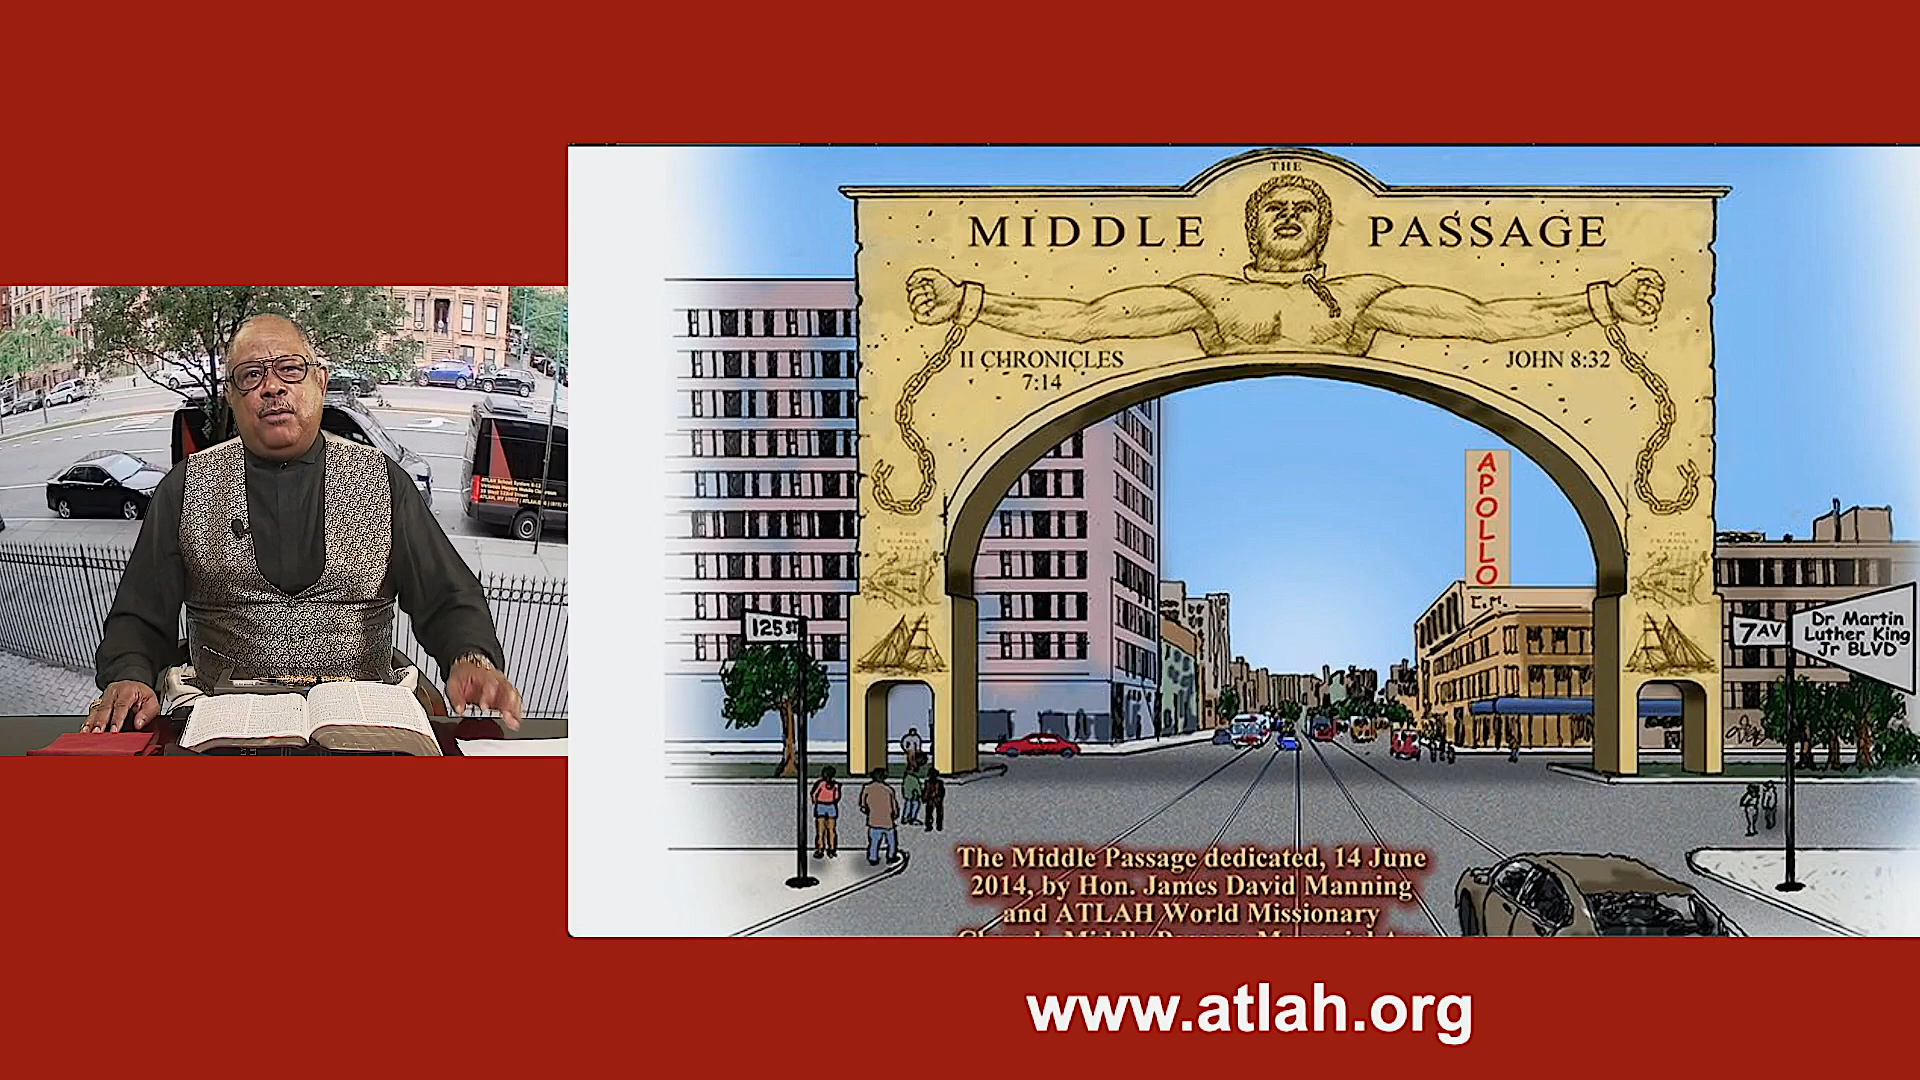 THE
MIDDLE PASSAGE
II CHRONICLES
7:14
JOHN 8:32
APOLLO
125 ST
7 AV
Dr Martin
Luther King
Jr BLVD
The Middle Passage dedicated, 14 June
2014, by Hon. James David Manning
and ATLAH World Missionary
www.atlah.org